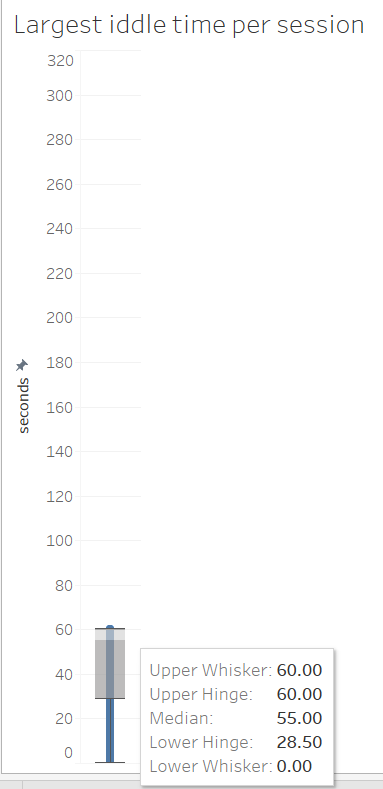 Largest iddle time per session
320
300
280
260
240
220
200
180
160
140
120
100
80
60
40
20
0
seconds
Upper Whisker: 60.00
Upper Hinge: 60.00
Median: 55.00
Lower Hinge: 28.50
Lower Whisker: 0.00